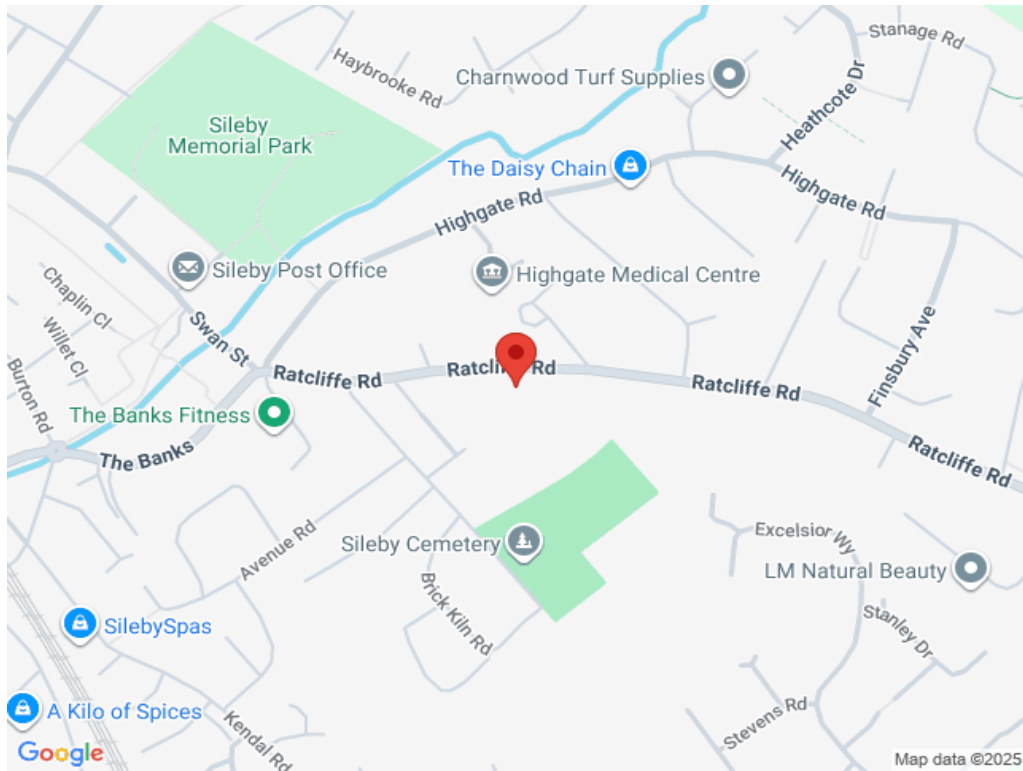 Stanage Rd
Haybrooke Rd
Charnwood Turf Supplies
Heathcote Dr
Sileby
Memorial Park
The Daisy Chain
Highgate Rd
Highgate Rd
Sileby Post Office
Highgate Medical Centre
Chaplin Cl
Willet Cl
Swan St
Finsbury Ave
Burton Rd
Ratcliffe Rd
Ratcliffe Rd
Ratcliffe Rd
The Banks Fitness
The Banks
Ratcliffe Rd
Avenue Rd
Sileby Cemetery
Excelsior Wy
LM Natural Beauty
Brick Kiln Rd
SilebySpas
Stanley Dr
A Kilo of Spices
Stevens Rd
Kendal Rd
Google
Map data ©2025